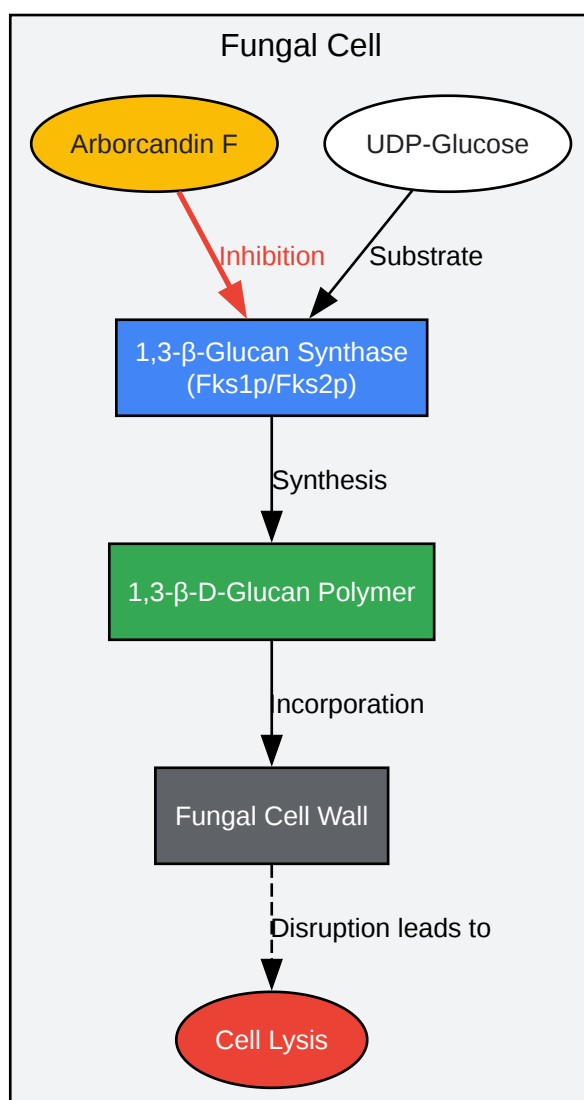 Fungal Cell
Arborcandin F
UDP-Glucose
Inhibition
Substrate
1,3-β-Glucan Synthase
(Fks1p/Fks2p)
Synthesis
1,3-β-D-Glucan Polymer
Incorporation
Fungal Cell Wall
Disruption leads to
Cell Lysis